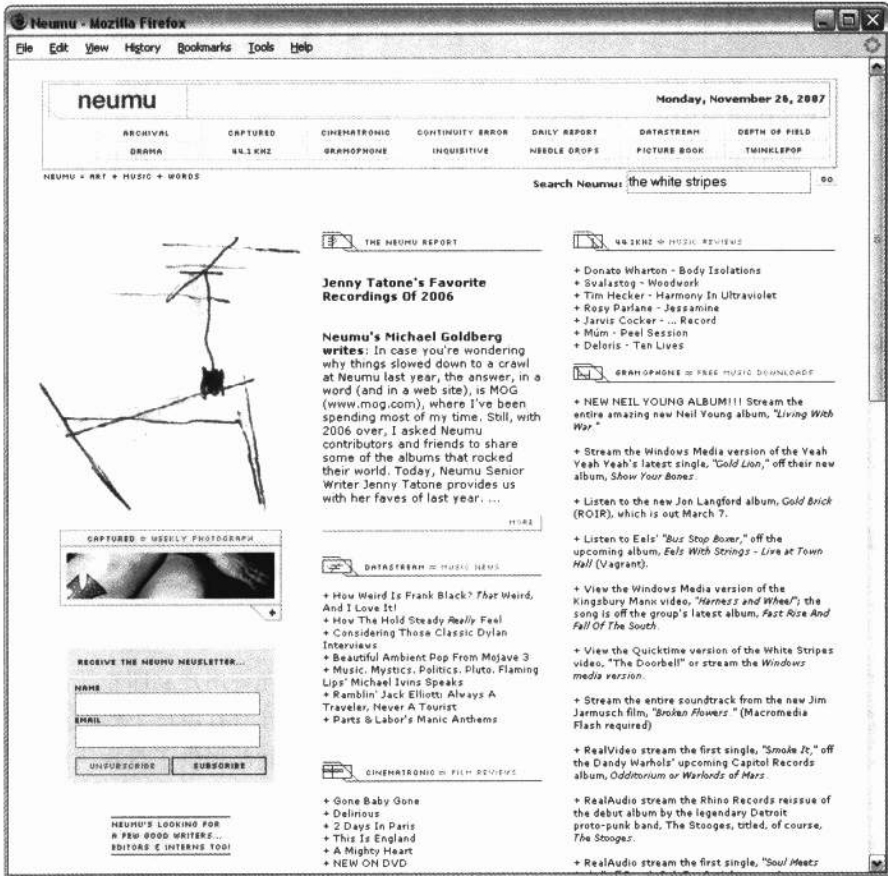 Neumu - Mozilla Firefox
File Edit View History Bookmarks Tools Help
neumu
Monday, November 26, 2007
ARCHIVAL CAPTURED CINEMATRONIC CONTINUITY ERROR DAILY REPORT DATASTREAM DEPTH OF FIELD
DRAMA 44.1 KHZ GRAMOPHONE INQUISITIVE NEEDLE DROPS PICTURE BOOK TWINKLEPOP
NEUMU = ART + MUSIC + WORDS
Search Neumu: the white stripes GO
CAPTURED = WEEKLY PHOTOGRAPH
RECEIVE THE NEUMU NEWSLETTER...
NAME
EMAIL
UNSUBSCRIBE SUBSCRIBE
NEUMU'S LOOKING FOR
A FEW GOOD WRITERS...
EDITORS & INTERNS TOO!
THE NEUMU REPORT
Jenny Tatone's Favorite
Recordings Of 2006
Neumu's Michael Goldberg
writes: In case you're wondering
why things slowed down to a crawl
at Neumu last year, the answer, in a
word (and in a web site), is MOG
(www.mog.com), where I've been
spending most of my time. Still, with
2006 over, I asked Neumu
contributors and friends to share
some of the albums that rocked
their world. Today, Neumu Senior
Writer Jenny Tatone provides us
with her faves of last year. ...
MORE
DATASTREAM = MUSIC NEWS
+ How Weird Is Frank Black? That Weird,
And I Love It!
+ How The Hold Steady Really Feel
+ Considering Those Classic Dylan
Interviews
+ Beautiful Ambient Pop From Mojave 3
+ Music. Mystics. Politics. Pluto. Flaming
Lips' Michael Ivins Speaks
+ Ramblin' Jack Elliott: Always A
Traveler, Never A Tourist
+ Parts & Labor's Manic Anthems
CINEMATRONIC = FILM REVIEWS
+ Gone Baby Gone
+ Delirious
+ 2 Days In Paris
+ This Is England
+ A Mighty Heart
+ NEW ON DVD
44.1KHZ = MUSIC REVIEWS
+ Donato Wharton - Body Isolations
+ Svalastog - Woodwork
+ Tim Hecker - Harmony In Ultraviolet
+ Rosy Parlane - Jessamine
+ Jarvis Cocker - ... Record
+ Múm - Peel Session
+ Deloris - Ten Lives
GRAMOPHONE = FREE MUSIC DOWNLOADS
+ NEW NEIL YOUNG ALBUM!!! Stream the
entire amazing new Neil Young album, "Living With
War."
+ Stream the Windows Media version of the Yeah
Yeah Yeah's latest single, "Gold Lion," off their new
album, Show Your Bones.
+ Listen to the new Jon Langford album, Gold Brick
(ROIR), which is out March 7.
+ Listen to Eels' "Bus Stop Boxer," off the
upcoming album, Eels With Strings - Live at Town
Hall (Vagrant).
+ View the Windows Media version of the
Kingsbury Manx video, "Harness and Wheel"; the
song is off the group's latest album, Fast Rise And
Fall Of The South.
+ View the Quicktime version of the White Stripes
video, "The Doorbell" or stream the Windows
media version.
+ Stream the entire soundtrack from the new Jim
Jarmusch film, "Broken Flowers." (Macromedia
Flash required)
+ RealVideo stream the first single, "Smoke It," off
the Dandy Warhols' upcoming Capitol Records
album, Odditorium or Warlords of Mars.
+ RealAudio stream the Rhino Records reissue of
the debut album by the legendary Detroit
proto-punk band, The Stooges, titled, of course,
The Stooges.
+ RealAudio stream the first single, "Soul Meets